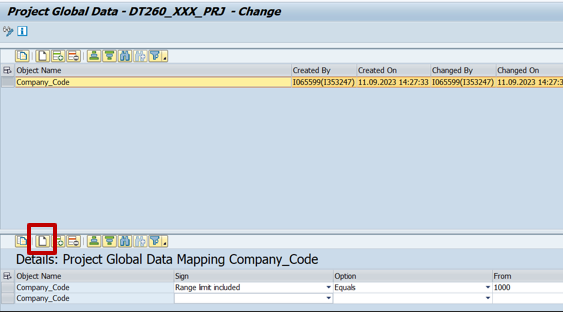 Project Global Data - DT260_XXX_PRJ - Change
Object Name Created By Created On Changed By Changed On
Company_Code I065599(I353247) 11.09.2023 14:27:33 I065599(I353247) 11.09.2023 14:27:3
Details: Project Global Data Mapping Company_Code
Object Name Sign Option From
Company_Code Range limit included Equals 1000
Company_Code